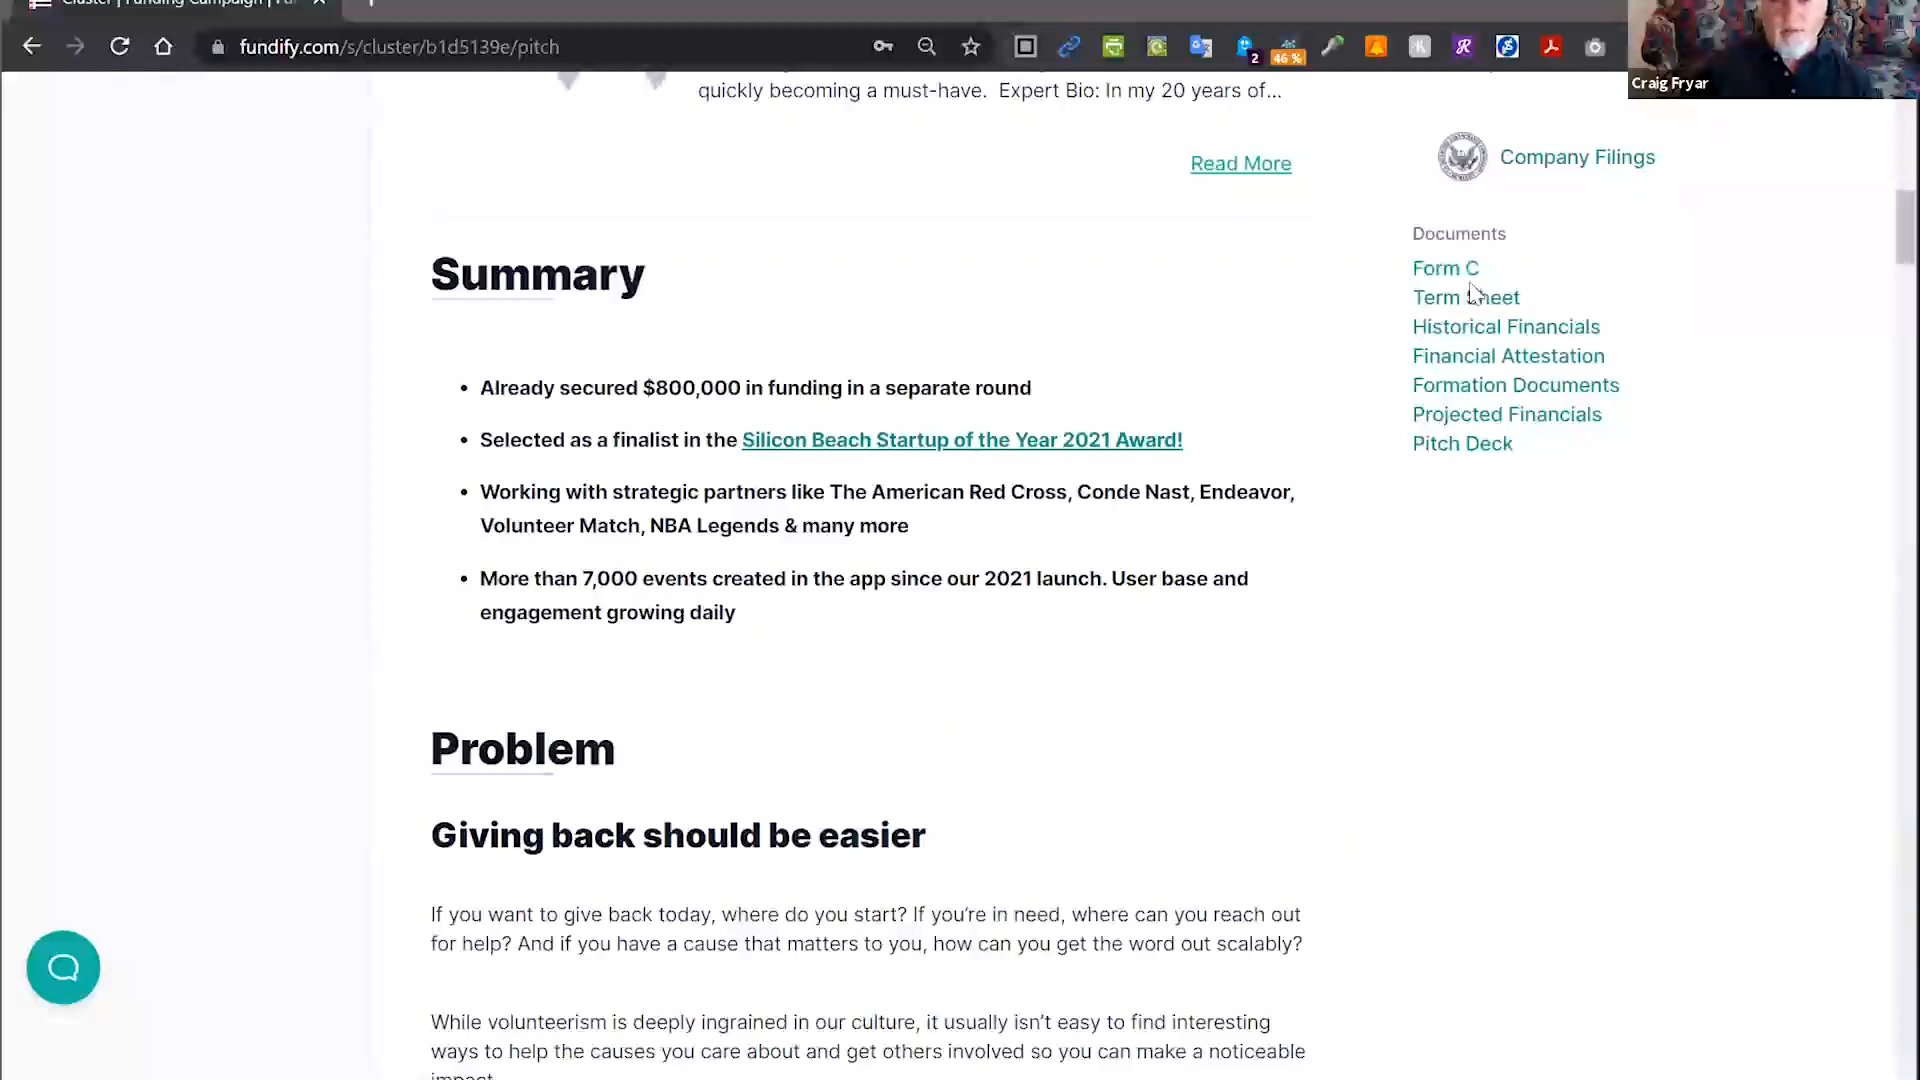 Cluster | Funding Campaign | Fun
fundify.com/s/cluster/b1d5139e/pitch
2
46 %
Craig Fryar
quickly becoming a must-have. Expert Bio: In my 20 years of...
Read More
Company Filings
Documents
Form C
Term Sheet
Historical Financials
Financial Attestation
Formation Documents
Projected Financials
Pitch Deck
Summary
• Already secured $800,000 in funding in a separate round
• Selected as a finalist in the Silicon Beach Startup of the Year 2021 Award!
• Working with strategic partners like The American Red Cross, Conde Nast, Endeavor,
Volunteer Match, NBA Legends & many more
• More than 7,000 events created in the app since our 2021 launch. User base and
engagement growing daily
Problem
Giving back should be easier
If you want to give back today, where do you start? If you’re in need, where can you reach out
for help? And if you have a cause that matters to you, how can you get the word out scalably?
While volunteerism is deeply ingrained in our culture, it usually isn’t easy to find interesting
ways to help the causes you care about and get others involved so you can make a noticeable
impact.